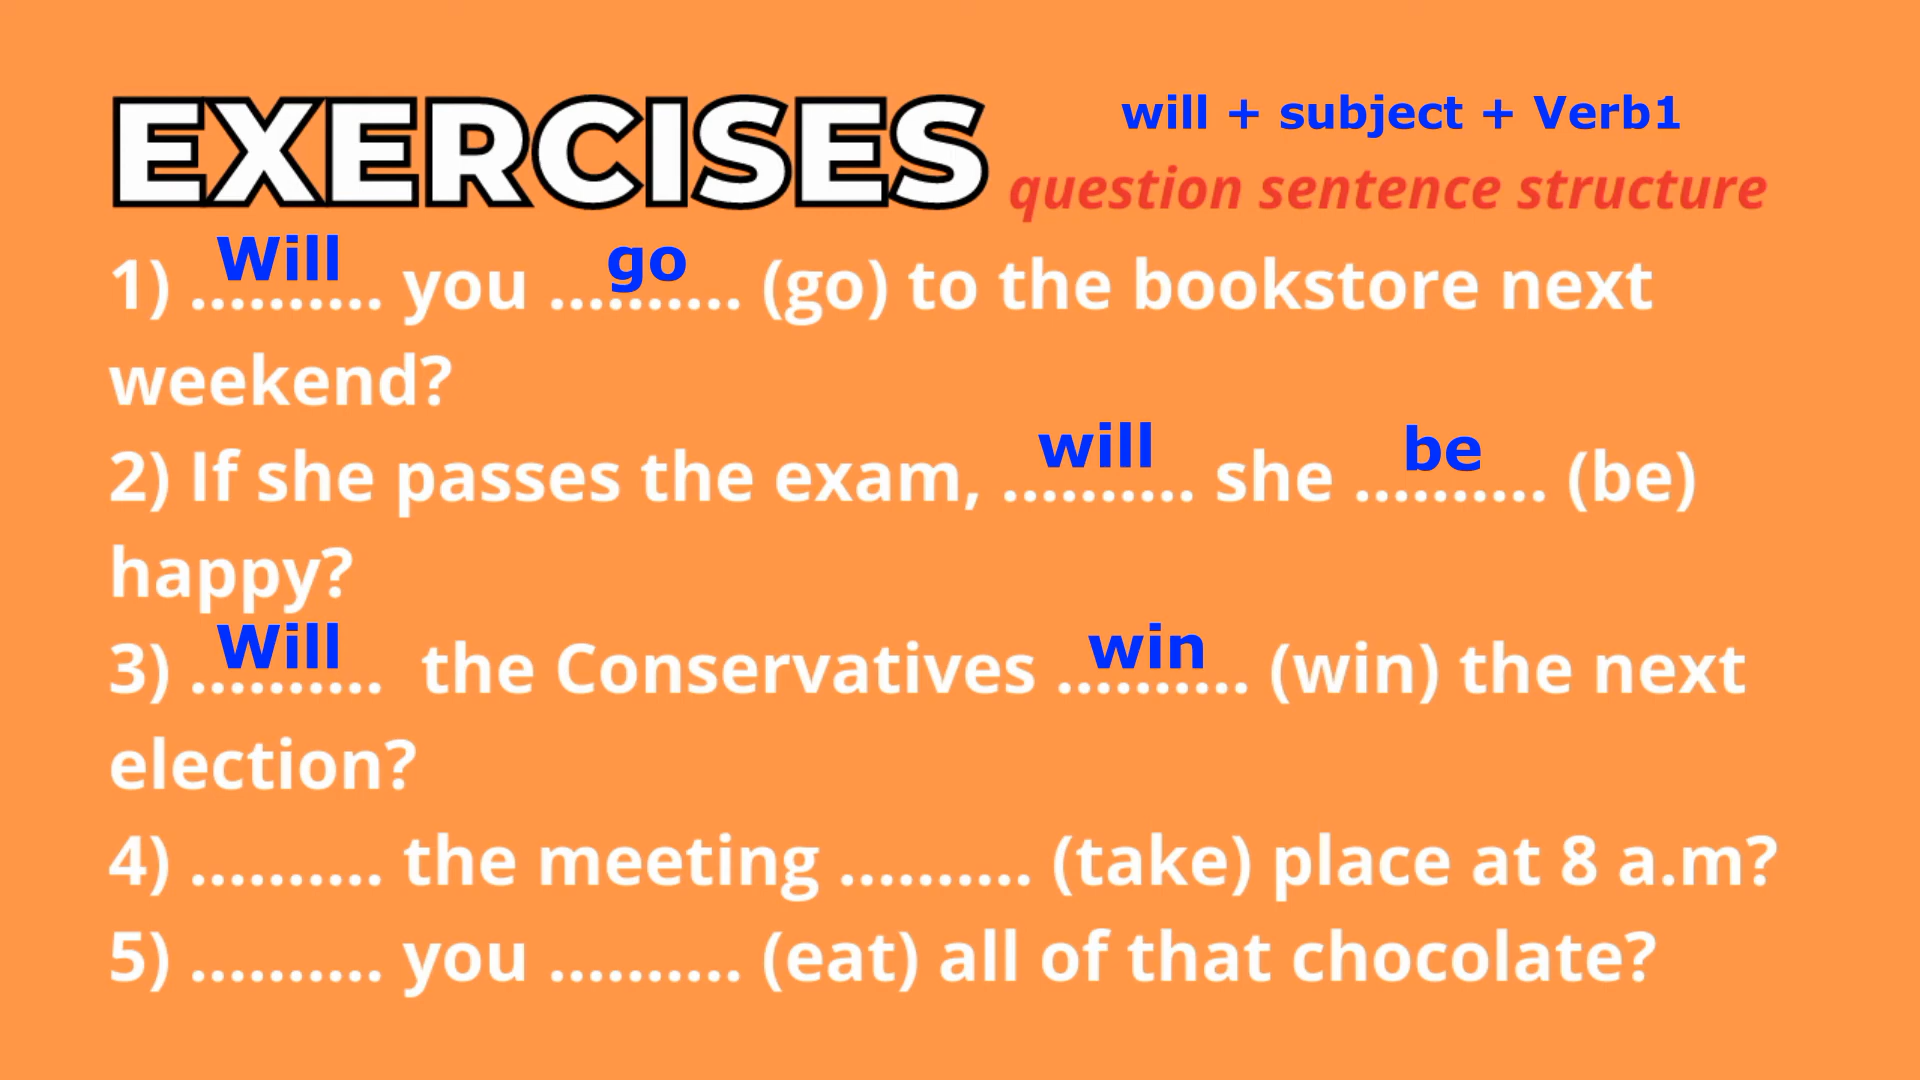 EXERCISES
will + subject + Verb1
question sentence structure
1) Will.......... you go.......... (go) to the bookstore next
weekend?
2) If she passes the exam, will.......... she be.......... (be)
happy?
3) Will.......... the Conservatives win.......... (win) the next
election?
4) .......... the meeting .......... (take) place at 8 a.m?
5) .......... you .......... (eat) all of that chocolate?